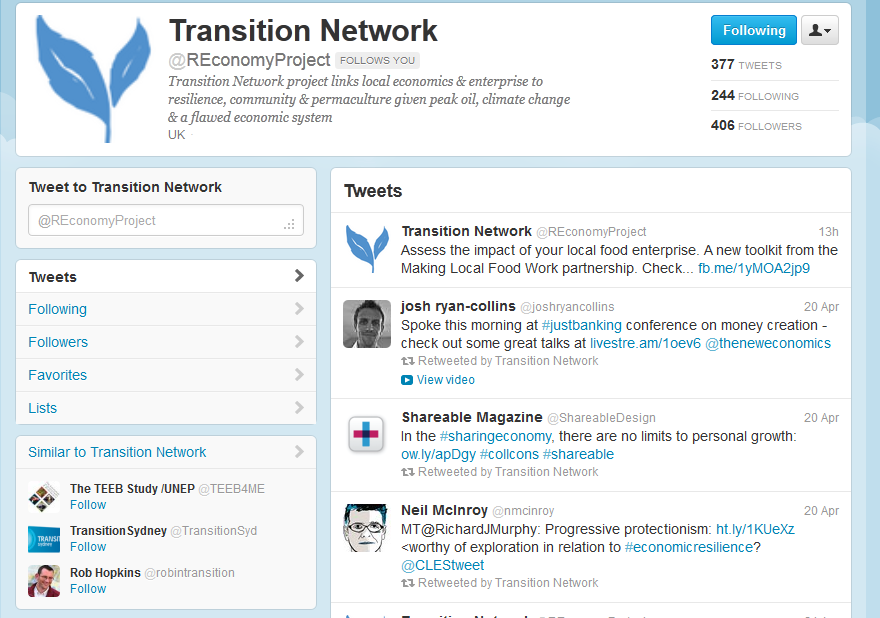 Transition Network
@REconomyProject FOLLOWS YOU
Transition Network project links local economics & enterprise to
resilience, community & permaculture given peak oil, climate change
& a flawed economic system
UK
Following
377 TWEETS
244 FOLLOWING
406 FOLLOWERS
Tweet to Transition Network
@REconomyProject
Tweets
Following
Followers
Favorites
Lists
Similar to Transition Network
The TEEB Study /UNEP @TEEB4ME
Follow
TRANSIT
sydney
Transition Sydney @TransitionSyd
Follow
Rob Hopkins @robintransition
Follow
Tweets
Transition Network @REconomyProject 13h
Assess the impact of your local food enterprise. A new toolkit from the
Making Local Food Work partnership. Check... fb.me/1yMOA2jp9
josh ryan-collins @joshryancollins 20 Apr
Spoke this morning at #justbanking conference on money creation -
check out some great talks at livestre.am/1oev6 @theneweconomics
Retweeted by Transition Network
View video
Shareable Magazine @ShareableDesign 20 Apr
In the #sharingeconomy, there are no limits to personal growth:
ow.ly/apDgy #collcons #shareable
Retweeted by Transition Network
Neil McInroy @nmcinroy 20 Apr
MT@RichardJMurphy: Progressive protectionism: ht.ly/1KUeXz
<worthy of exploration in relation to #economicresilience?
@CLEStweet
Retweeted by Transition Network